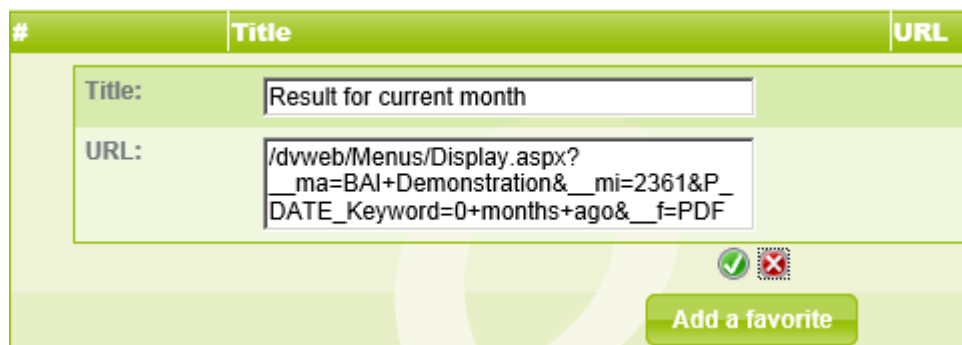 # Title URL
Title: Result for current month
URL: /dvweb/Menus/Display.aspx?
__ma=BAI+Demonstration&__mi=2361&P_
DATE_Keyword=0+months+ago&__f=PDF
Add a favorite